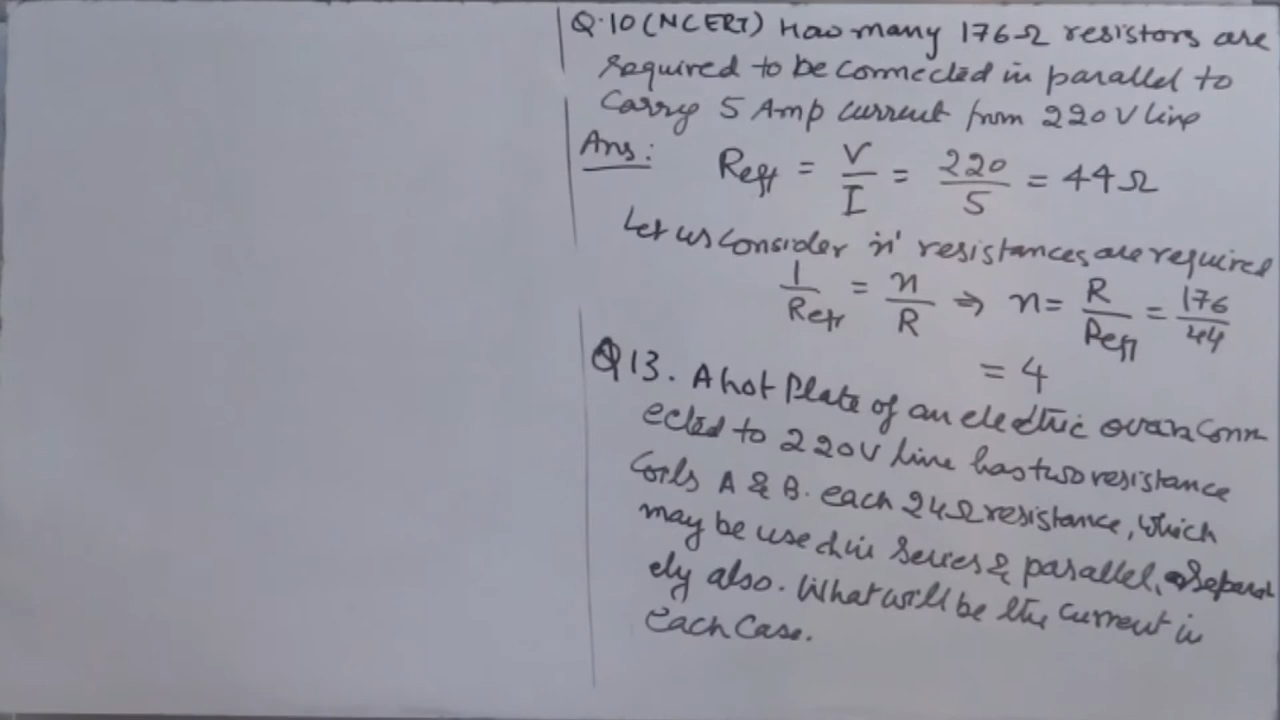 Q.10 (NCERT) How many 176Ω resistors are
required to be connected in parallel to
Carry 5 Amp current from 220 V line
Ans: Reff = V/I = 220/5 = 44Ω
Let us consider 'n' resistances are required
1/Reff = n/R ⇒ n = R/Reff = 176/44
= 4
Q13. A hot Plate of an electric oven Conn
ected to 220V line has two resistance
Coils A & B. each 24Ω resistance, which
may be used in Series & parallel, Separat
ely also. What will be the Current in
each Case.